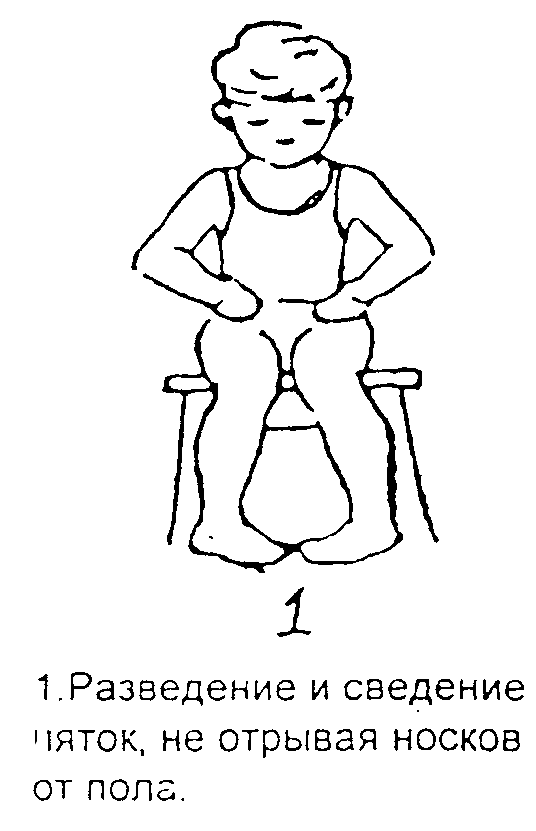 1
1.Разведение и сведение
пяток, не отрывая носков
от пола.